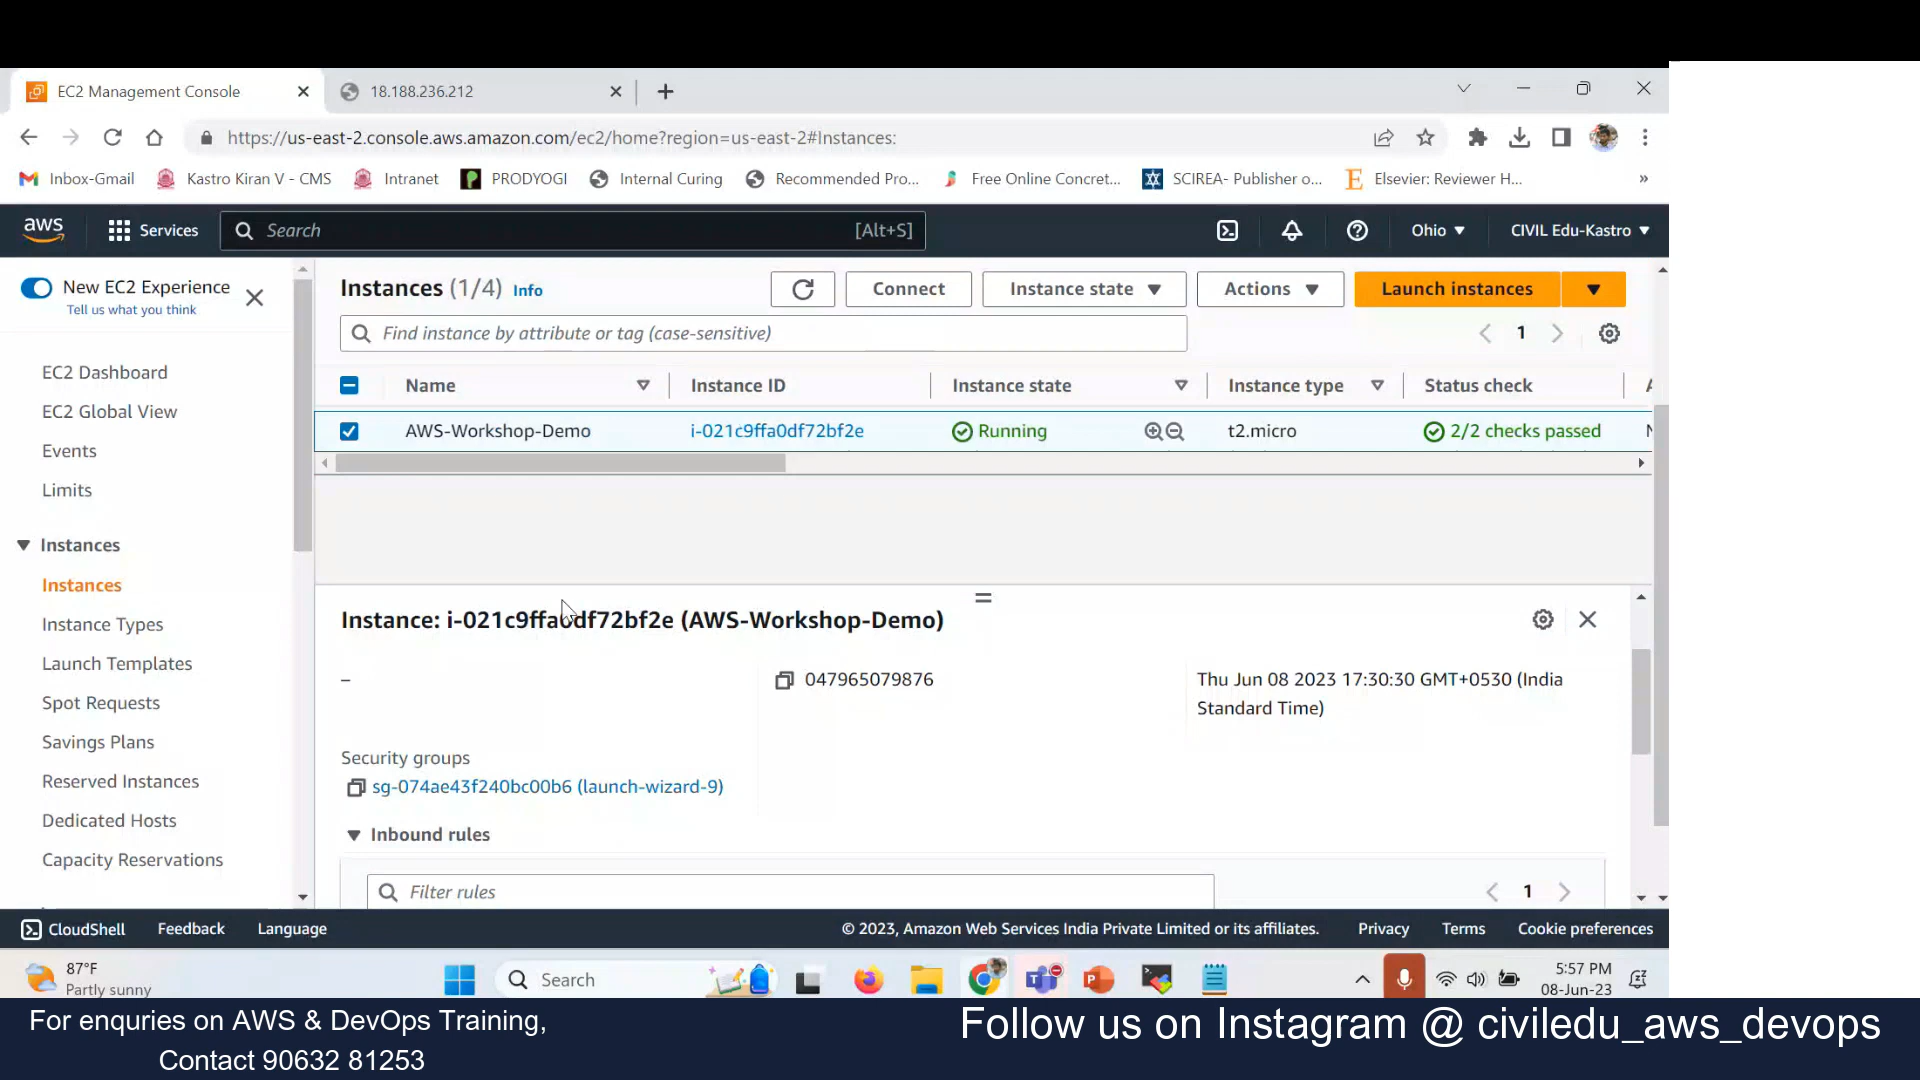 EC2 Management Console
18.188.236.212
https://us-east-2.console.aws.amazon.com/ec2/home?region=us-east-2#Instances:
Inbox-Gmail
Kastro Kiran V - CMS
Intranet
PRODYOGI
Internal Curing
Recommended Pro...
Free Online Concret...
SCIREA- Publisher o...
Elsevier: Reviewer H...
»
aws
Services
Search
[Alt+S]
Ohio
CIVIL Edu-Kastro
New EC2 Experience
Tell us what you think
EC2 Dashboard
EC2 Global View
Events
Limits
Instances
Instances
Instance Types
Launch Templates
Spot Requests
Savings Plans
Reserved Instances
Dedicated Hosts
Capacity Reservations
Instances (1/4) Info
Connect
Instance state
Actions
Launch instances
Find instance by attribute or tag (case-sensitive)
1
Name
Instance ID
Instance state
Instance type
Status check
AWS-Workshop-Demo
i-021c9ffa0df72bf2e
Running
t2.micro
2/2 checks passed
Instance: i-021c9ffa0df72bf2e (AWS-Workshop-Demo)
–
047965079876
Thu Jun 08 2023 17:30:30 GMT+0530 (India
Standard Time)
Security groups
sg-074ae43f240bc00b6 (launch-wizard-9)
Inbound rules
Filter rules
1
CloudShell
Feedback
Language
© 2023, Amazon Web Services India Private Limited or its affiliates.
Privacy
Terms
Cookie preferences
87°F
Partly sunny
Search
5:57 PM
08-Jun-23
For enquries on AWS & DevOps Training,
Contact 90632 81253
Follow us on Instagram @ civiledu_aws_devops